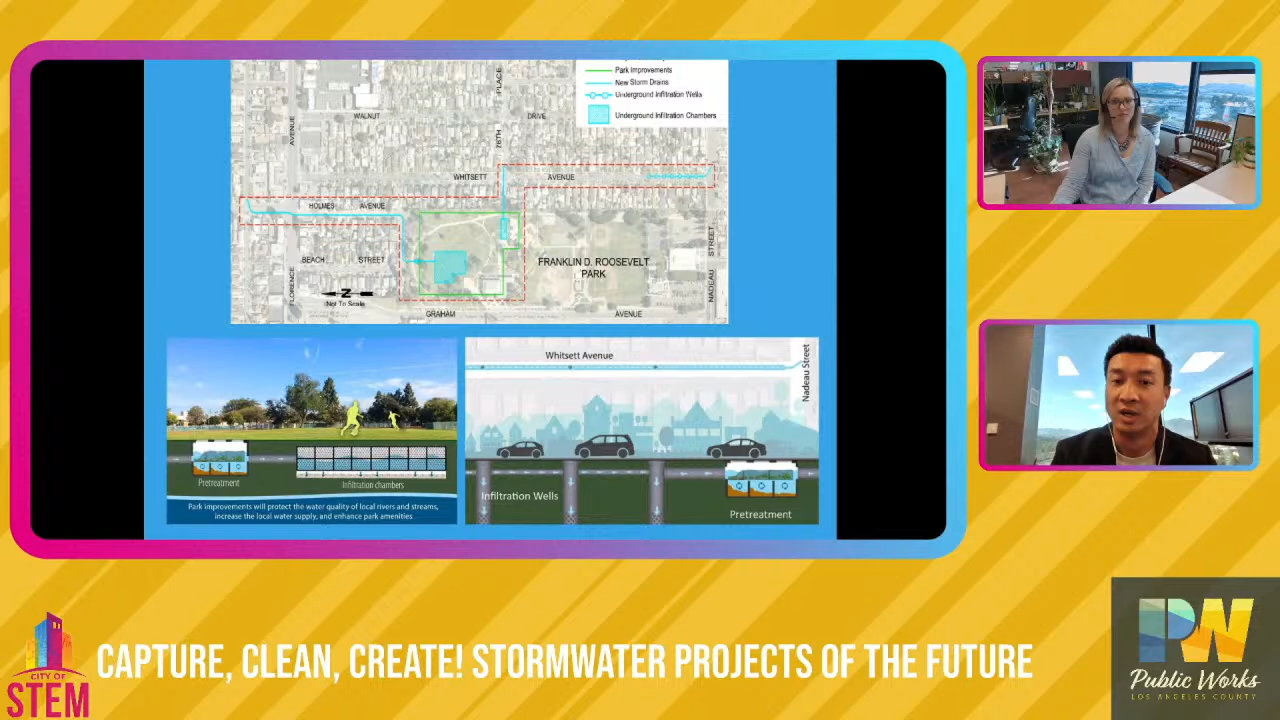 Park Improvements
New Storm Drains
Underground Infiltration Wells
Underground Infiltration Chambers
AVENUE
WALNUT
76TH
PLACE
DRIVE
WHITSETT
AVENUE
HOLMES
AVENUE
BEACH
STREET
FLORENCE
N
Not To Scale
FRANKLIN D. ROOSEVELT
PARK
NADEAU
STREET
GRAHAM
AVENUE
Pretreatment
Infiltration chambers
Park improvements will protect the water quality of local rivers and streams,
increase the local water supply, and enhance park amenities
Whitsett Avenue
Nadeau Street
Infiltration Wells
Pretreatment
CITY OF
STEM
CAPTURE, CLEAN, CREATE! STORMWATER PROJECTS OF THE FUTURE
PW
Public Works
LOS ANGELES COUNTY